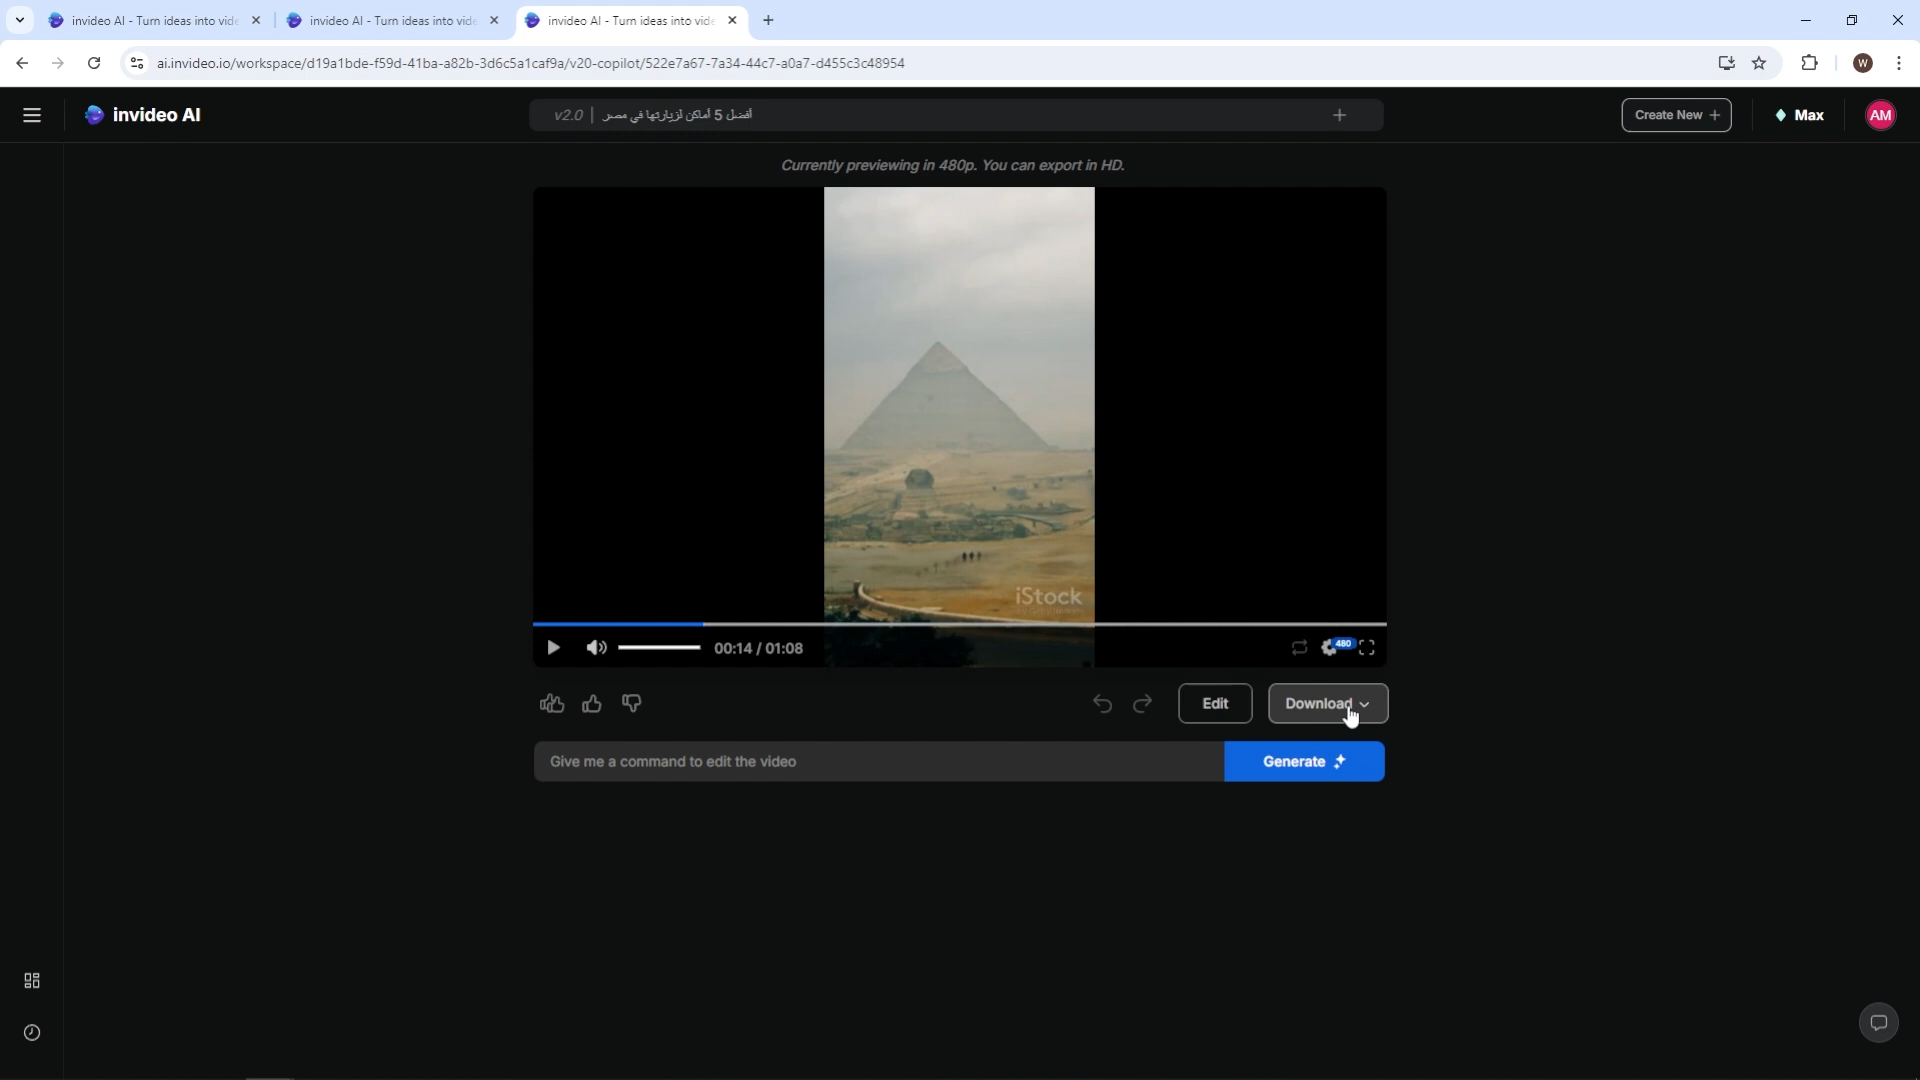 invideo AI - Turn ideas into vide
invideo AI - Turn ideas into vide
invideo AI - Turn ideas into vide
ai.invideo.io/workspace/d19a1bde-f59d-41ba-a82b-3d6c5a1caf9a/v20-copilot/522e7a67-7a34-44c7-a0a7-d455c3c48954
W
invideo AI
v2.0 | أفضل 5 أماكن لزيارتها في مصر
Create New
Max
AM
Currently previewing in 480p. You can export in HD.
iStock
00:14 / 01:08
480
Edit
Download
Give me a command to edit the video
Generate